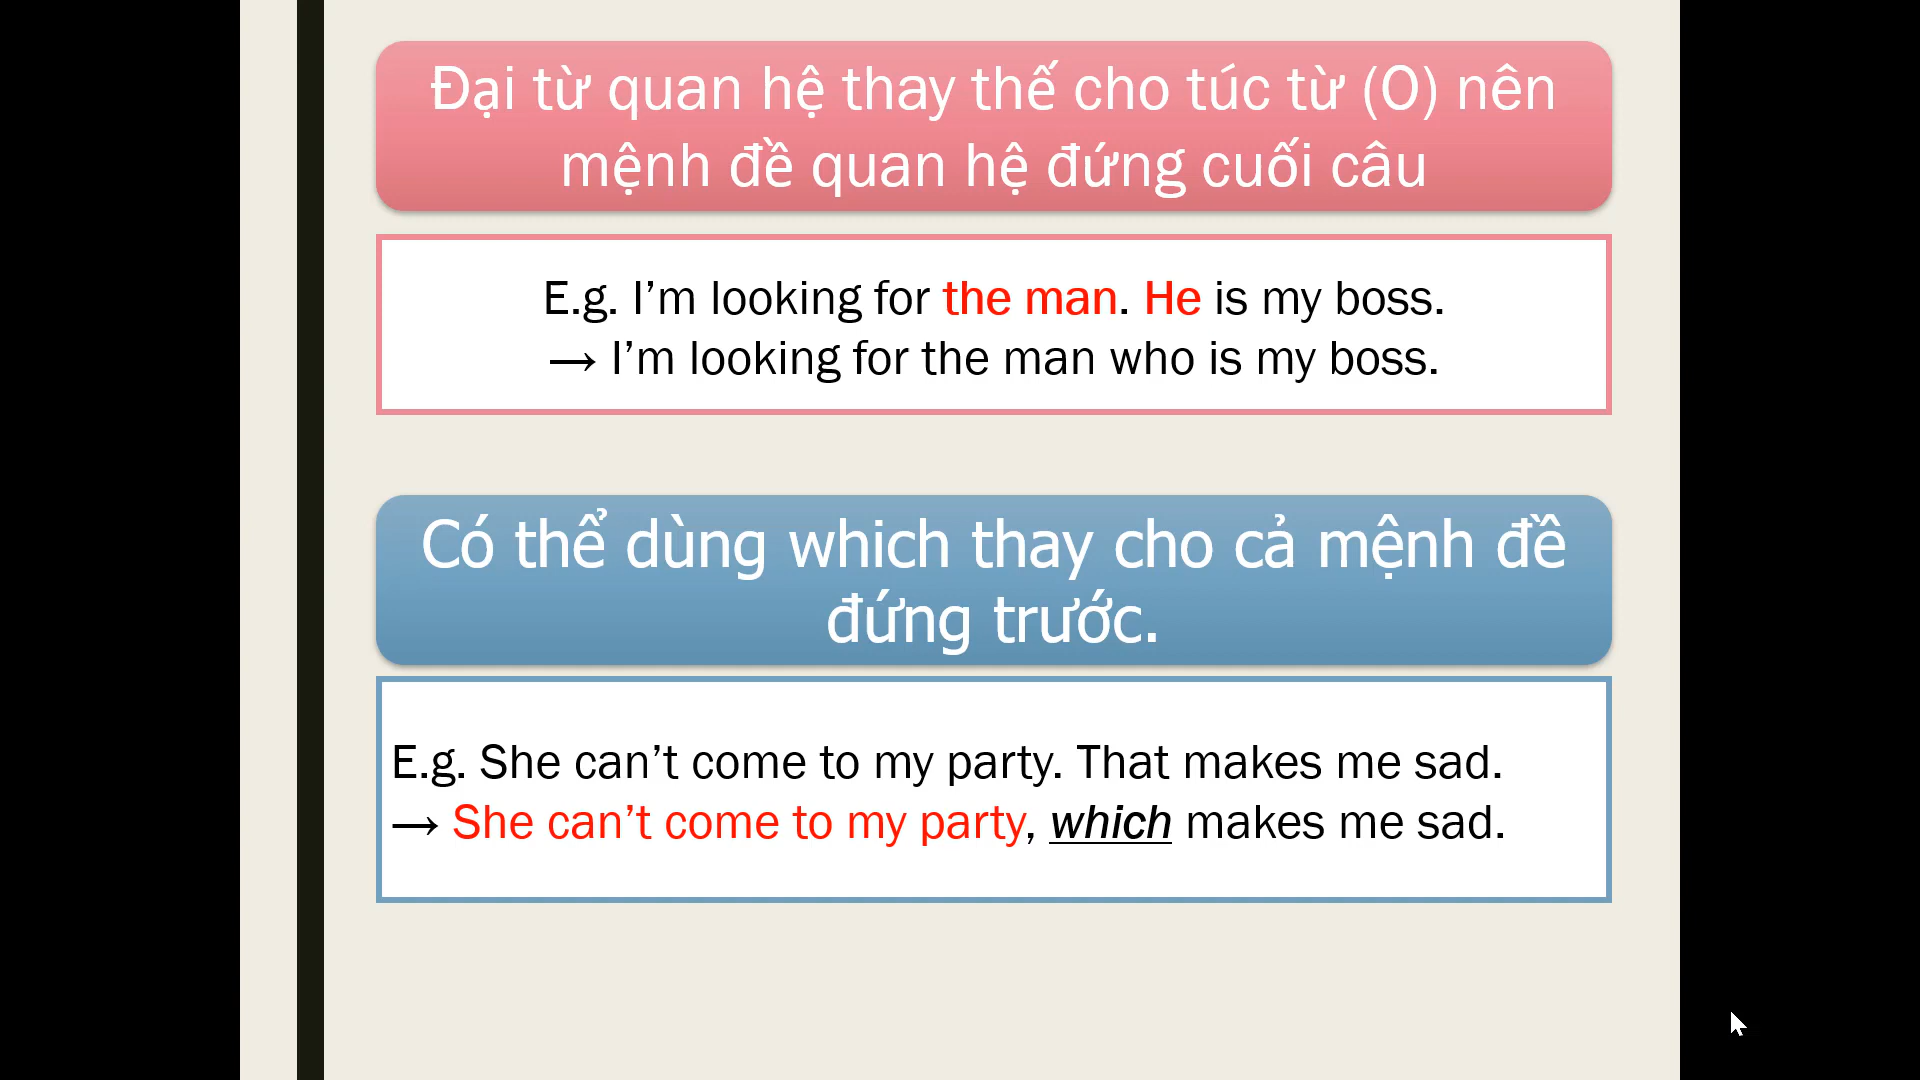 Đại từ quan hệ thay thế cho túc từ (O) nên
mệnh đề quan hệ đứng cuối câu
E.g. I’m looking for the man. He is my boss.
→ I’m looking for the man who is my boss.
Có thể dùng which thay cho cả mệnh đề
đứng trước.
E.g. She can’t come to my party. That makes me sad.
→ She can’t come to my party, which makes me sad.